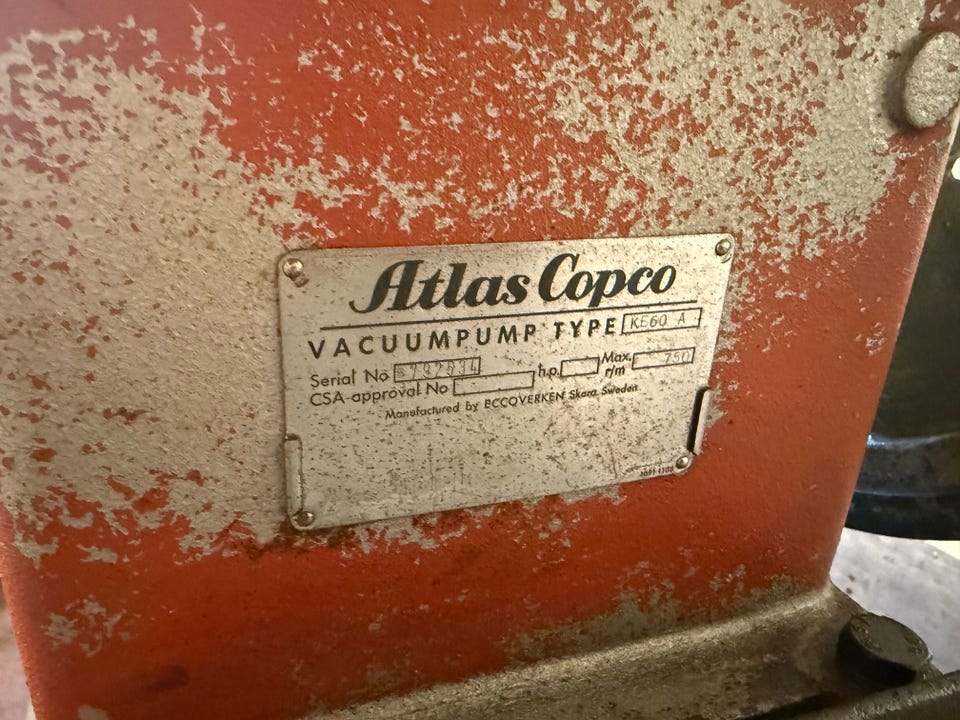 Atlas Copco
VACUUMPUMP TYPE KE60 A
Serial No
CSA-approval No h.p. Max. r/m 750
Manufactured by ECCOVERKEN Skara Sweden